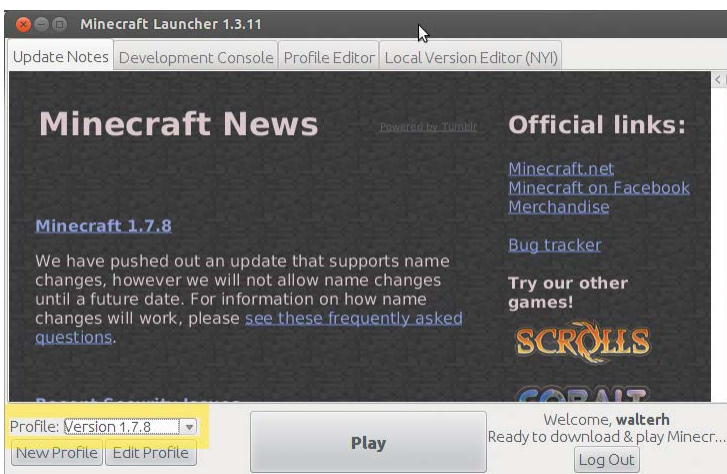 Minecraft Launcher 1.3.11
Update Notes Development Console Profile Editor Local Version Editor (NYI)
Minecraft News
Powered by Tumblr
Minecraft 1.7.8
We have pushed out an update that supports name
changes, however we will not allow name changes
until a future date. For information on how name
changes will work, please see these frequently asked
questions.
Recent Security Issues
Official links:
Minecraft.net
Minecraft on Facebook
Merchandise
Bug tracker
Try our other
games!
SCROLLS
COBALT
Profile: Version 1.7.8
New Profile Edit Profile
Play
Welcome, walterh
Ready to download & play Minecr...
Log Out